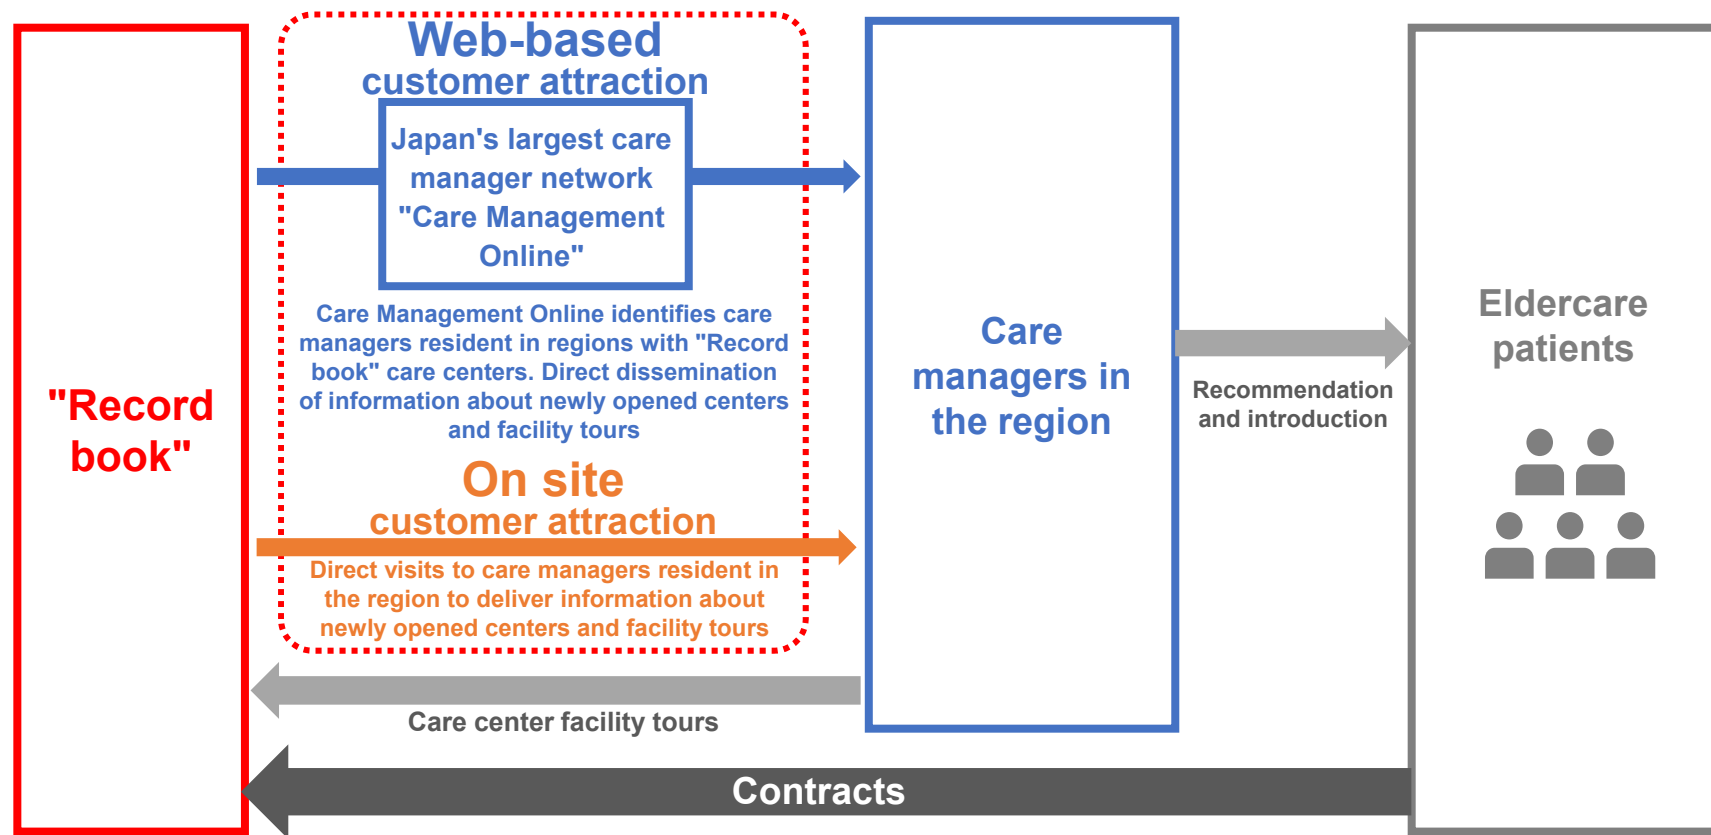 "Record
book"
Web-based
customer attraction
Japan's largest care
manager network
"Care Management
Online"
Care Management Online identifies care
managers resident in regions with "Record
book" care centers. Direct dissemination
of information about newly opened centers
and facility tours
On site
customer attraction
Direct visits to care managers resident in
the region to deliver information about
newly opened centers and facility tours
Care center facility tours
Care
managers in
the region
Recommendation
and introduction
Eldercare
patients
Contracts